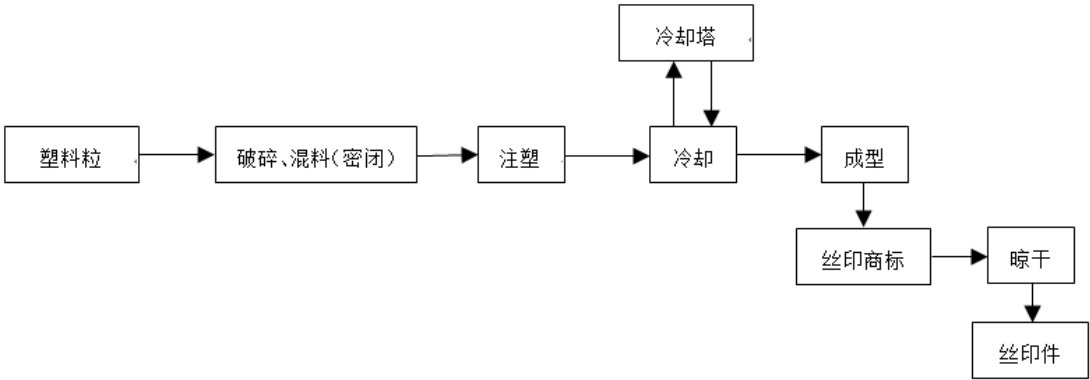 冷却塔
塑料粒
破碎、混料(密闭)
注塑
冷却
成型
丝印商标
晾干
丝印件